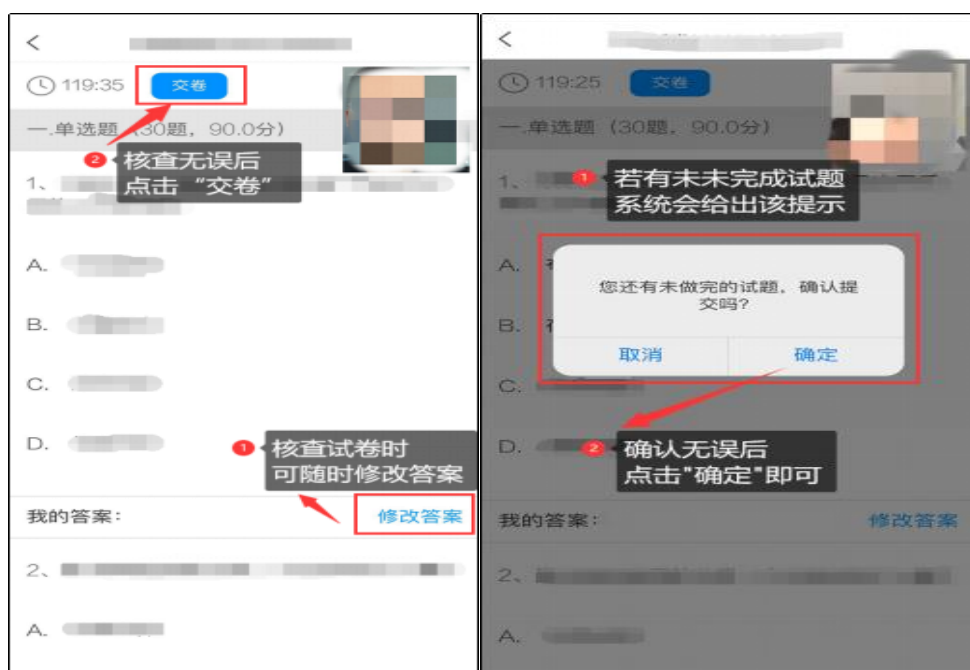 119:35
交卷
一.单选题（30题，90.0分）
2 核查无误后
点击“交卷”
1、
A.
B.
C.
D.
1 核查试卷时
可随时修改答案
我的答案：
修改答案
2、
A.
119:25
交卷
一.单选题（30题，90.0分）
1、
1 若有未未完成试题
系统会给出该提示
A.
您还有未做完的试题，确认提
交吗？
B.
取消
确定
C.
D.
2 确认无误后
点击"确定"即可
我的答案：
修改答案
2、
A.